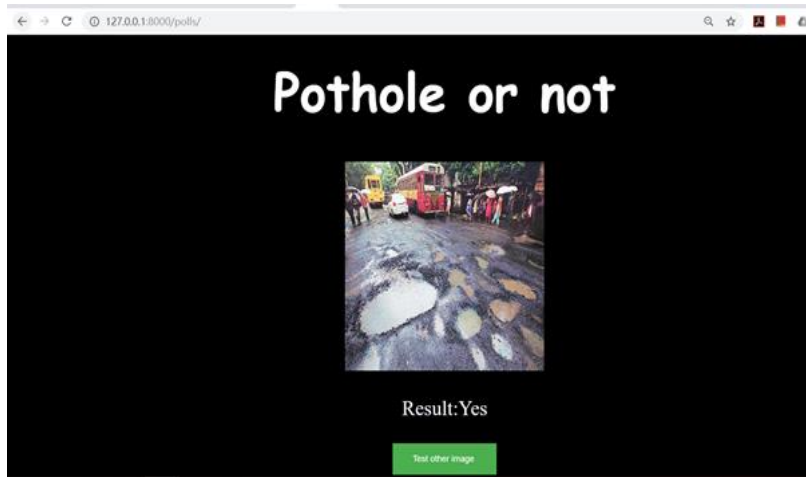 127.0.0.1:8000/polls/
Pothole or not
Result:Yes
Test other image